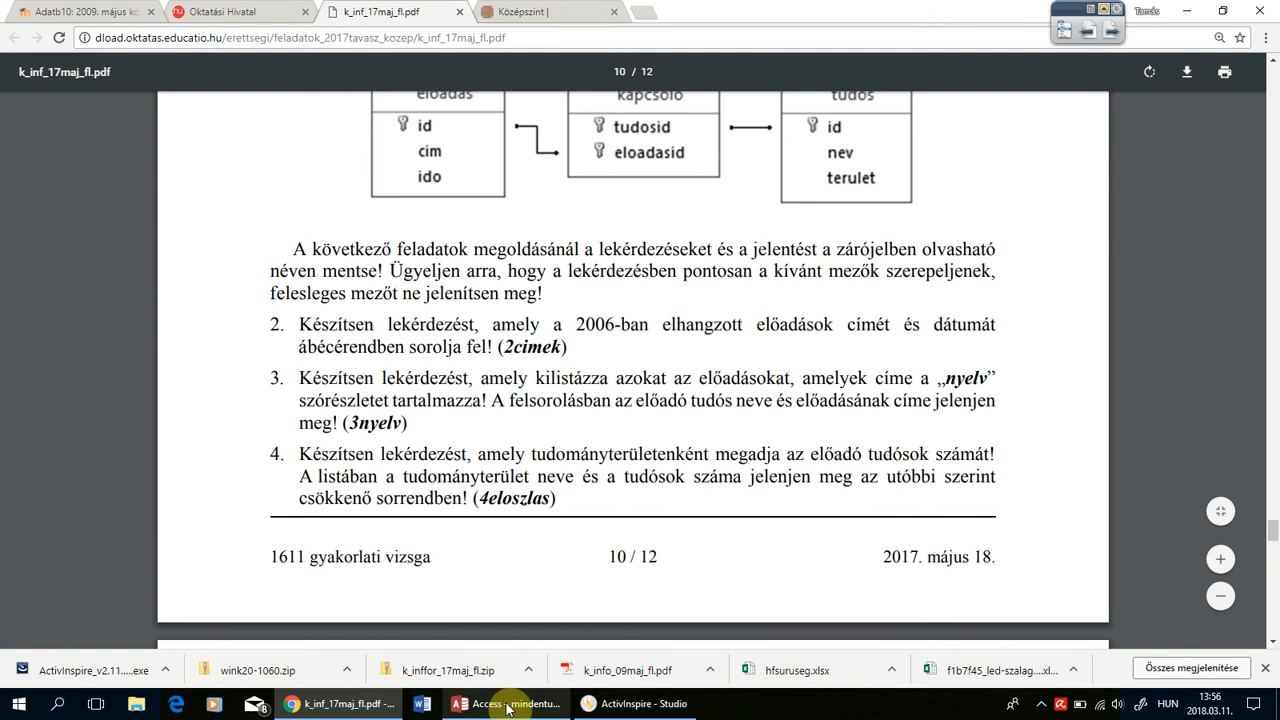 Adatb10: 2009. május kö
Oktatási Hivatal
k_inf_17maj_fl.pdf
Középszint |
Tamás
dload.oktatas.educatio.hu/erettsegi/feladatok_2017tavasz_kozep/k_inf_17maj_fl.pdf
k_inf_17maj_fl.pdf
10 / 12
eloadas
kapcsolo
tudos
id
tudosid
id
cim
eloadasid
nev
ido
terulet
A következő feladatok megoldásánál a lekérdezéseket és a jelentést a zárójelben olvasható
néven mentse! Ügyeljen arra, hogy a lekérdezésben pontosan a kívánt mezők szerepeljenek,
felesleges mezőt ne jelenítsen meg!
2. Készítsen lekérdezést, amely a 2006-ban elhangzott előadások címét és dátumát
ábécérendben sorolja fel! (2cimek)
3. Készítsen lekérdezést, amely kilistázza azokat az előadásokat, amelyek címe a „nyelv”
szórészletet tartalmazza! A felsorolásban az előadó tudós neve és előadásának címe jelenjen
meg! (3nyelv)
4. Készítsen lekérdezést, amely tudományterületenként megadja az előadó tudósok számát!
A listában a tudományterület neve és a tudósok száma jelenjen meg az utóbbi szerint
csökkenő sorrendben! (4eloszlas)
1611 gyakorlati vizsga
10 / 12
2017. május 18.
ActivInspire_v2.11....exe
wink20-1060.zip
k_inffor_17maj_fl.zip
k_info_09maj_fl.pdf
hfsuruseg.xlsx
f1b7f45_led-szalag....xl...
Összes megjelenítése
8
k_inf_17maj_fl.pdf -...
Access - mindentu...
ActivInspire - Studio
HUN
13:56
2018.03.11.